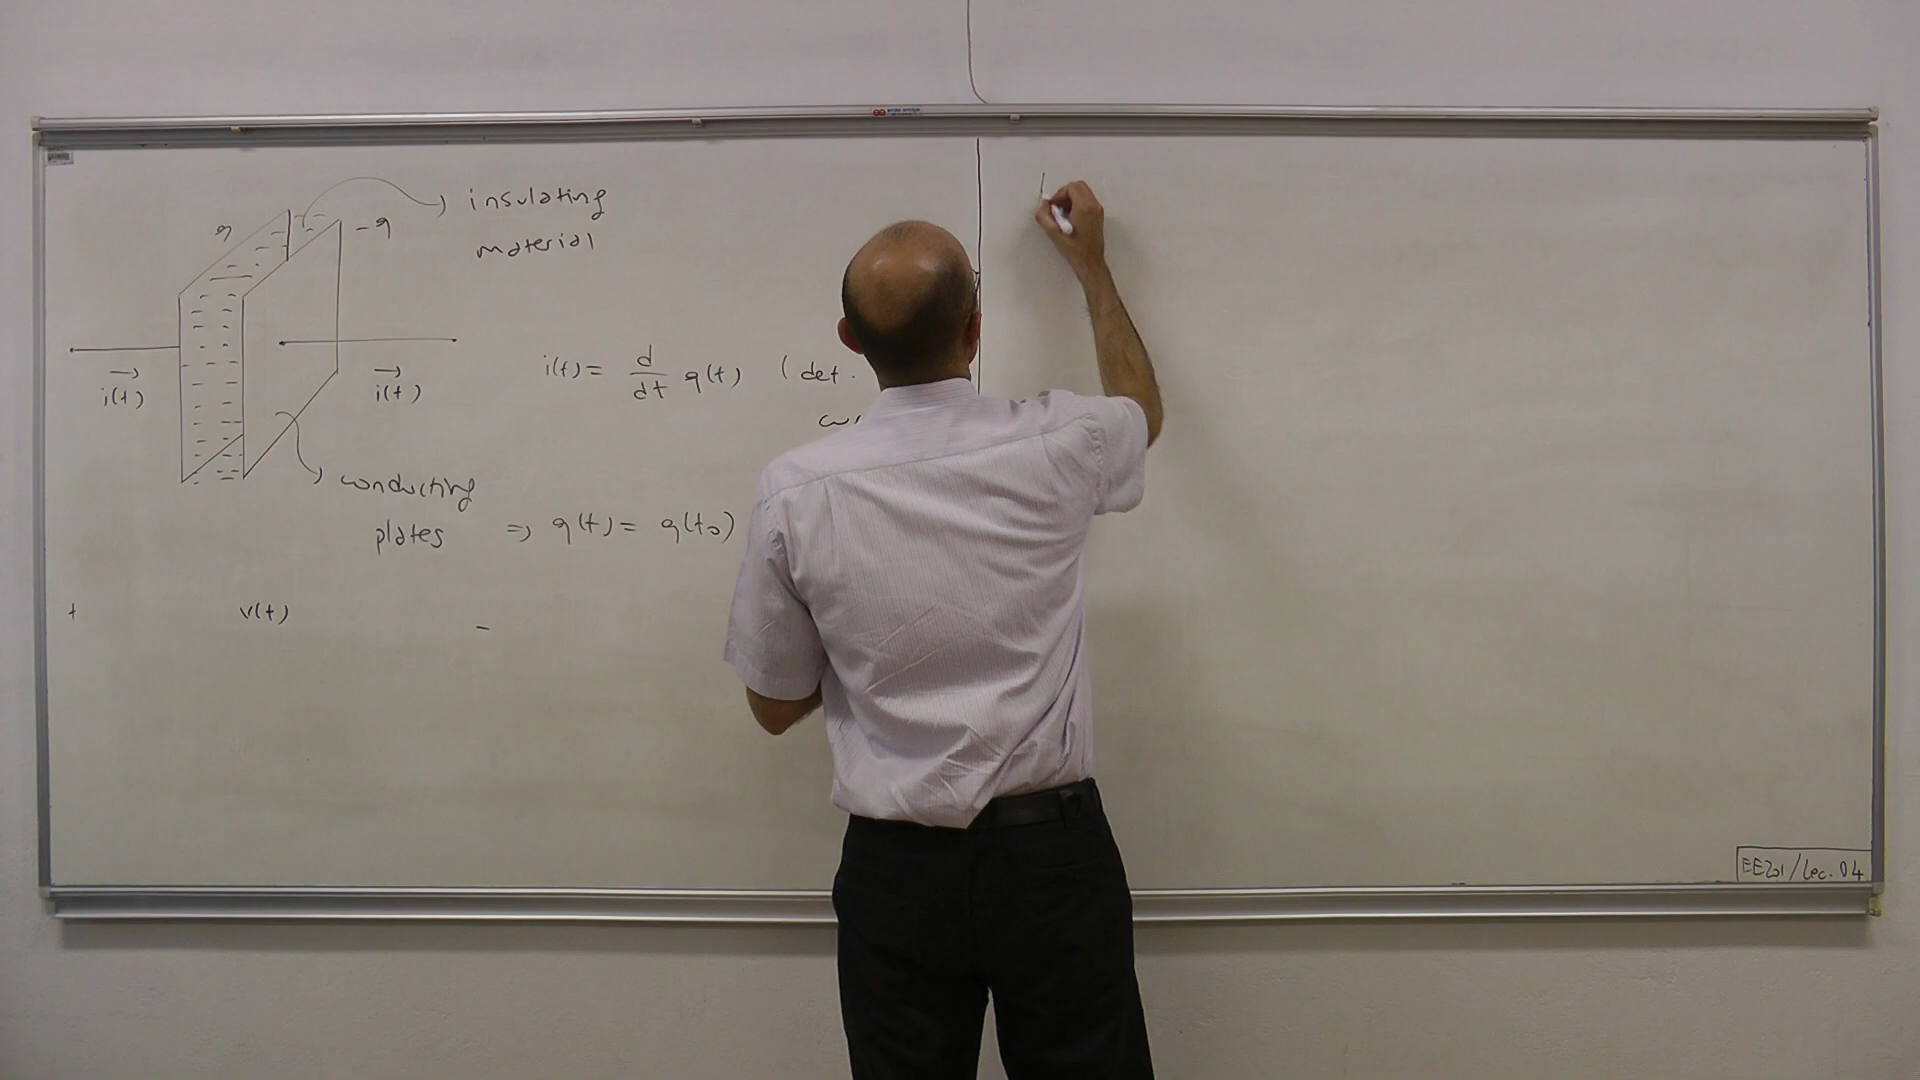 insulating
material
q
-q
i(t)
i(t)
i(t) = d/dt q(t) (def.
conducting
plates
⇒ q(t) = q(t₀)
+ v(t) -
EE201/Lec. 04